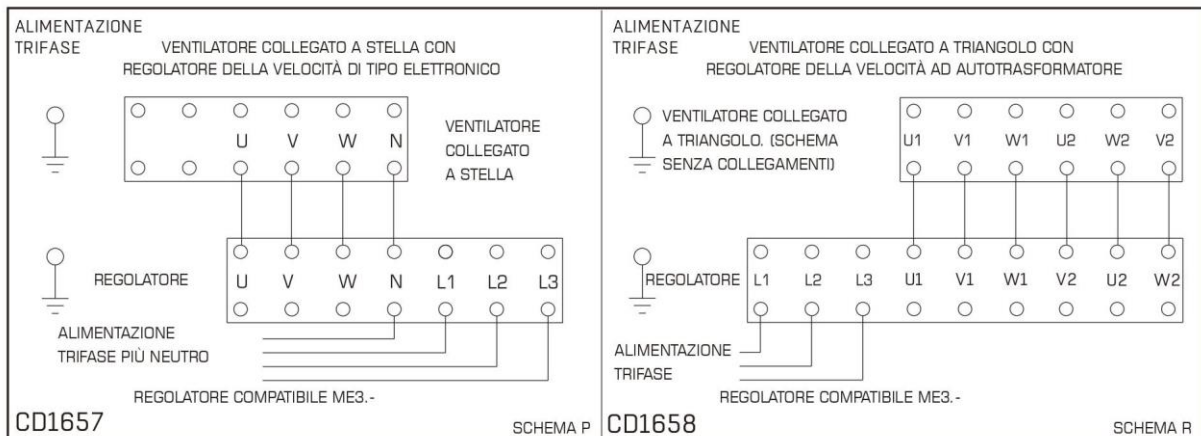 ALIMENTAZIONE
TRIFASE
VENTILATORE COLLEGATO A STELLA CON
REGOLATORE DELLA VELOCITÀ DI TIPO ELETTRONICO
U V W N
VENTILATORE
COLLEGATO
A STELLA
REGOLATORE
U V W N L1 L2 L3
ALIMENTAZIONE
TRIFASE PIÙ NEUTRO
REGOLATORE COMPATIBILE ME3.-
CD1657
SCHEMA P
ALIMENTAZIONE
TRIFASE
VENTILATORE COLLEGATO A TRIANGOLO CON
REGOLATORE DELLA VELOCITÀ AD AUTOTRASFORMATORE
VENTILATORE COLLEGATO
A TRIANGOLO. (SCHEMA
SENZA COLLEGAMENTI)
U1 V1 W1 U2 W2 V2
REGOLATORE
L1 L2 L3 U1 V1 W1 V2 U2 W2
ALIMENTAZIONE
TRIFASE
REGOLATORE COMPATIBILE ME3.-
CD1658
SCHEMA R